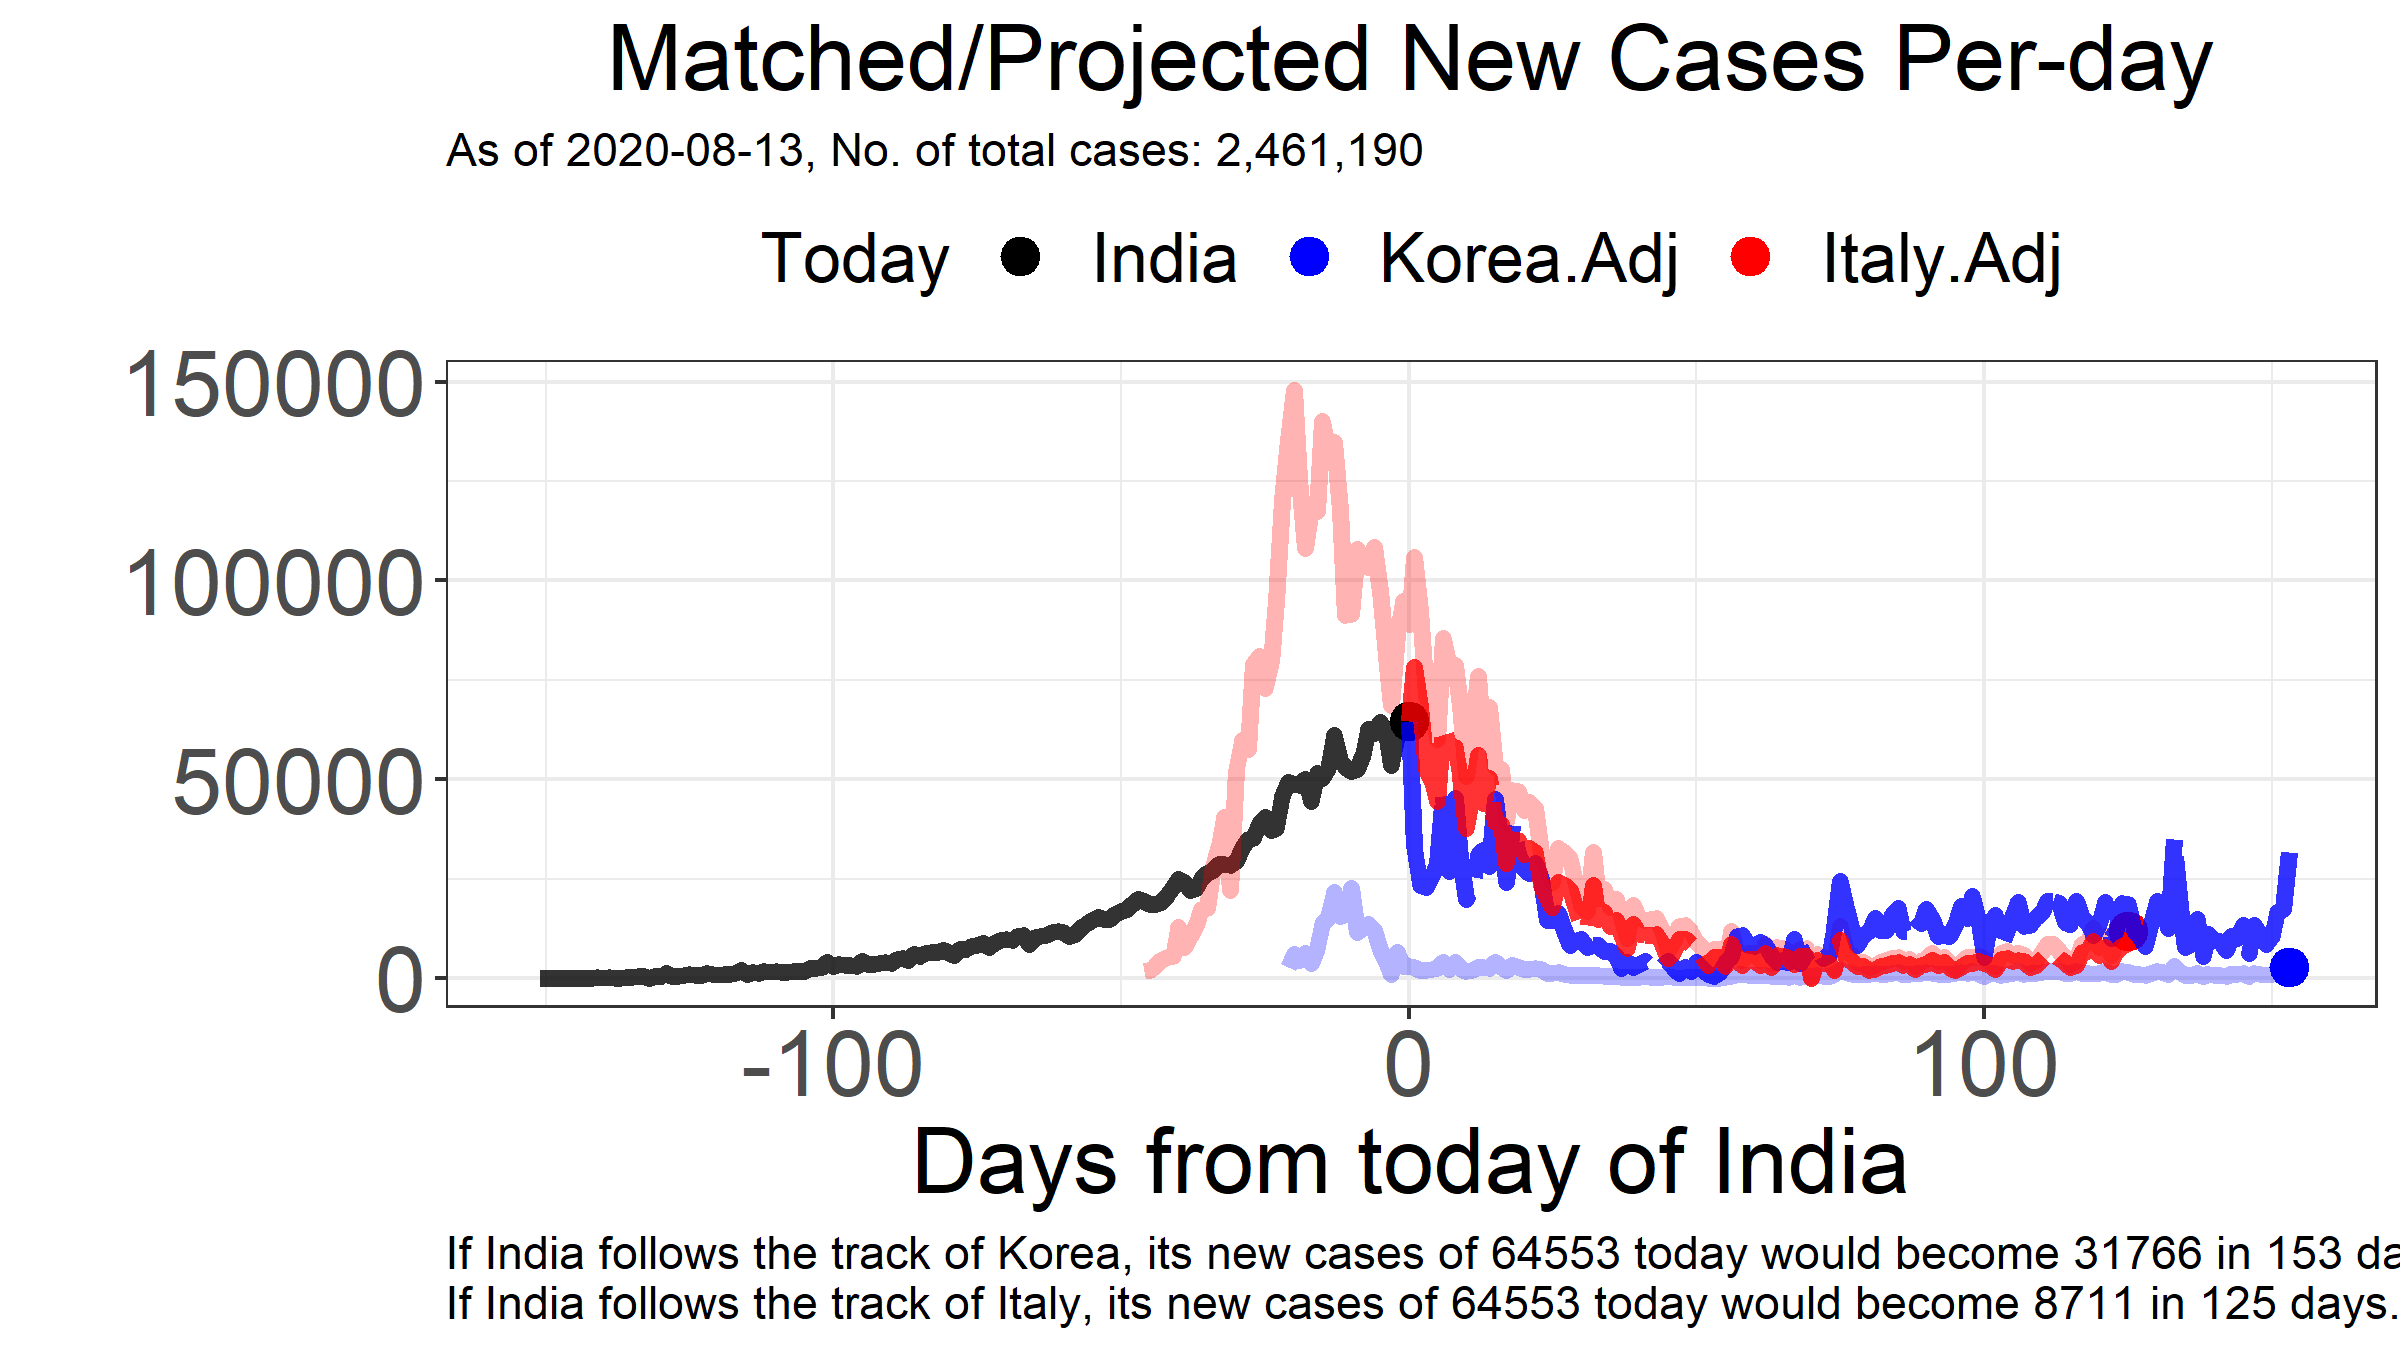 Matched/Projected New Cases Per-day
As of 2020-08-13, No. of total cases: 2,461,190
Today India Korea.Adj Italy.Adj
150000
100000
50000
0
-100 0 100
Days from today of India
If India follows the track of Korea, its new cases of 64553 today would become 31766 in 153 da
If India follows the track of Italy, its new cases of 64553 today would become 8711 in 125 days.